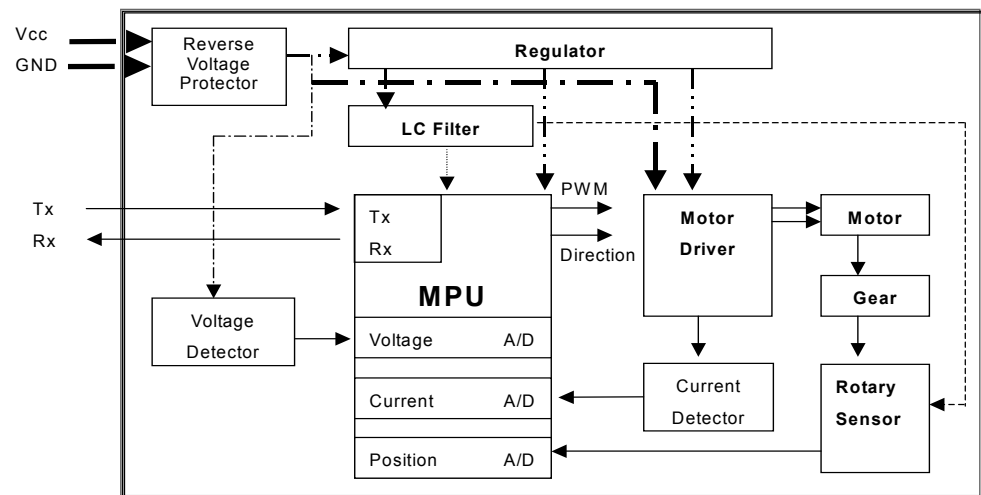 Vcc
GND
Reverse
Voltage
Protector
Regulator
LC Filter
Tx
Rx
Tx
Rx
MPU
PWM
Direction
Motor
Driver
Motor
Gear
Voltage
Detector
Voltage A/D
Current A/D
Position A/D
Current
Detector
Rotary
Sensor